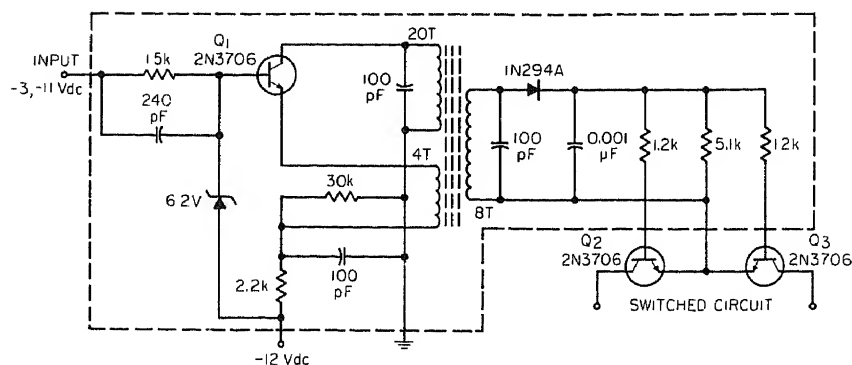 INPUT
-3,-11 Vdc
15k
240
pF
Q1
2N3706
6.2V
20T
100
pF
4T
30k
100
pF
2.2k
-12 Vdc
1N294A
100
pF
0.001
µF
1.2k
5.1k
1.2k
8T
Q2
2N3706
Q3
2N3706
SWITCHED CIRCUIT